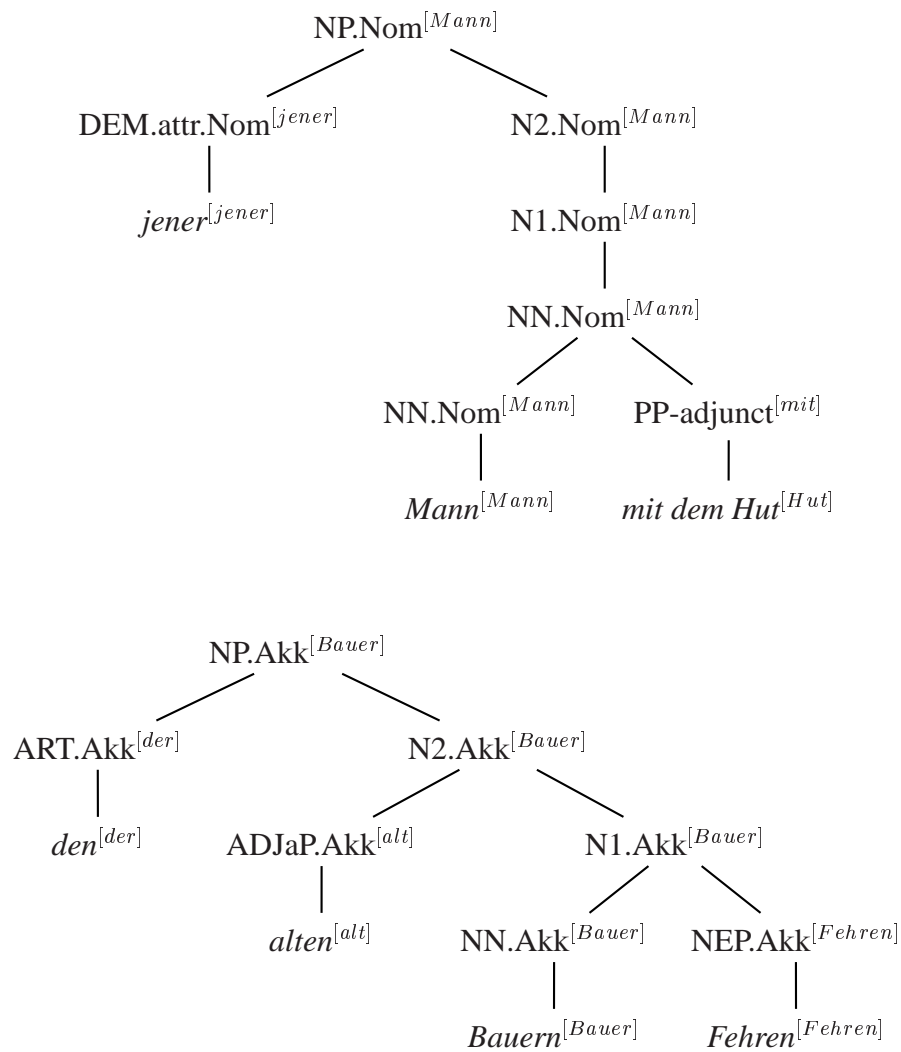 NP.Nom[Mann]
DEM.attr.Nom[jener] N2.Nom[Mann]
jener[jener] N1.Nom[Mann]
NN.Nom[Mann]
NN.Nom[Mann] PP-adjunct[mit]
Mann[Mann] mit dem Hut[Hut]
NP.Akk[Bauer]
ART.Akk[der] N2.Akk[Bauer]
den[der] ADJaP.Akk[alt] N1.Akk[Bauer]
alten[alt] NN.Akk[Bauer] NEP.Akk[Fehren]
Bauern[Bauer] Fehren[Fehren]